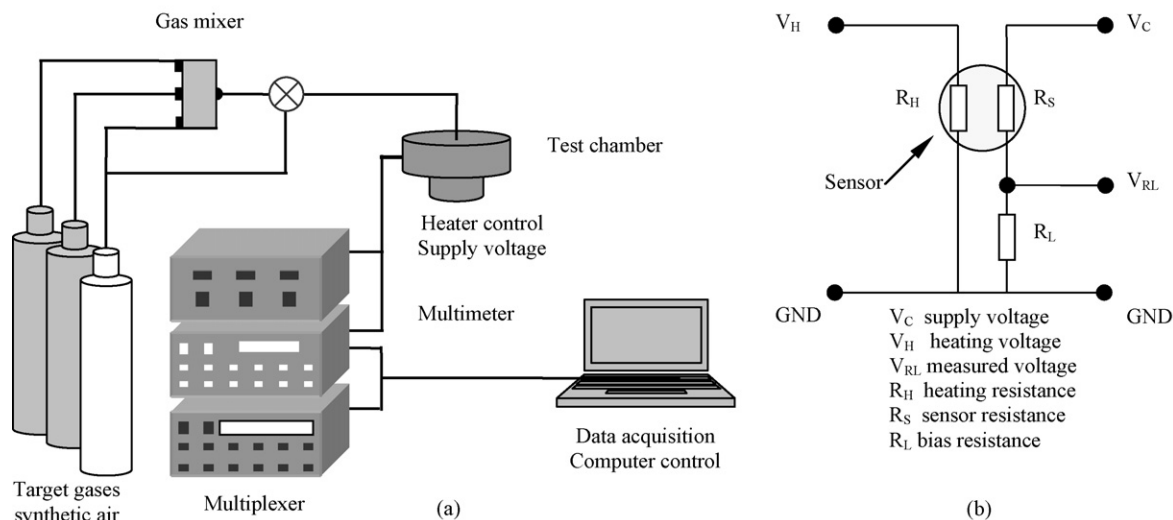 Gas mixer
Test chamber
Heater control
Supply voltage
Multimeter
Data acquisition
Computer control
Target gases
synthetic air
Multiplexer
(a)
V_H
V_C
R_H
R_S
Sensor
V_RL
R_L
GND
GND
V_C supply voltage
V_H heating voltage
V_RL measured voltage
R_H heating resistance
R_S sensor resistance
R_L bias resistance
(b)